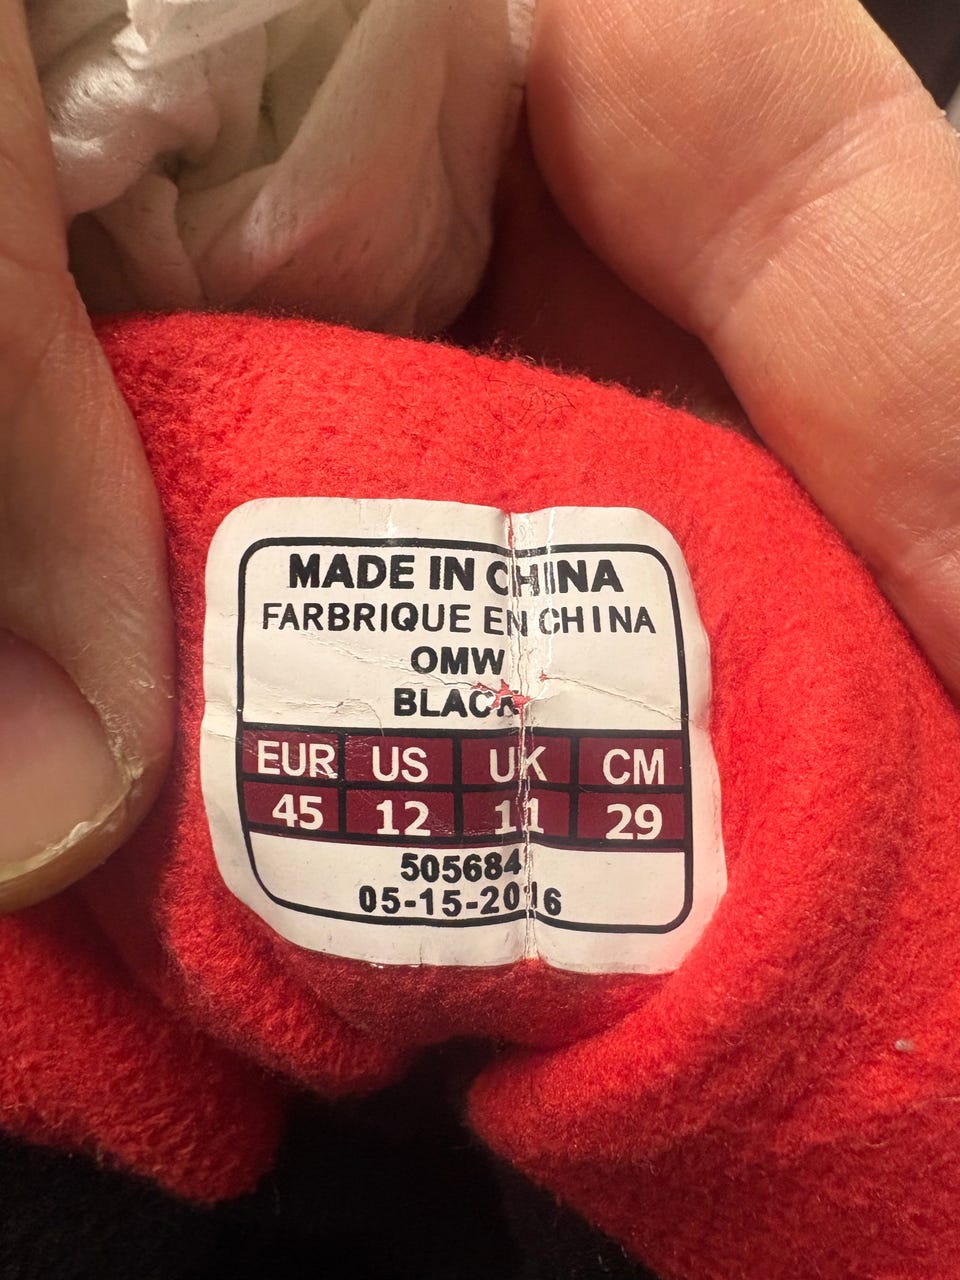 MADE IN CHINA
FARBRIQUE EN CHINA
OMW
BLACK
EUR US UK CM
45 12 11 29
505684
05-15-2016